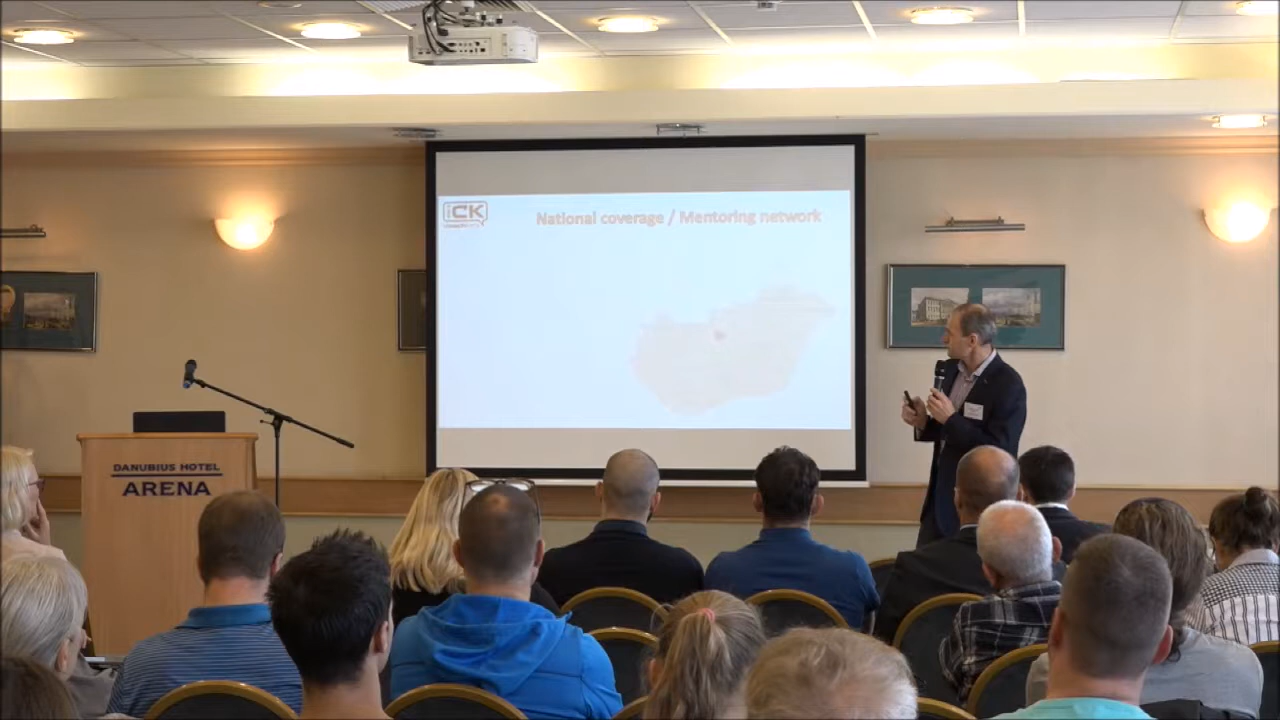 iCK
National coverage / Mentoring network
DANUBIUS HOTEL
ARENA